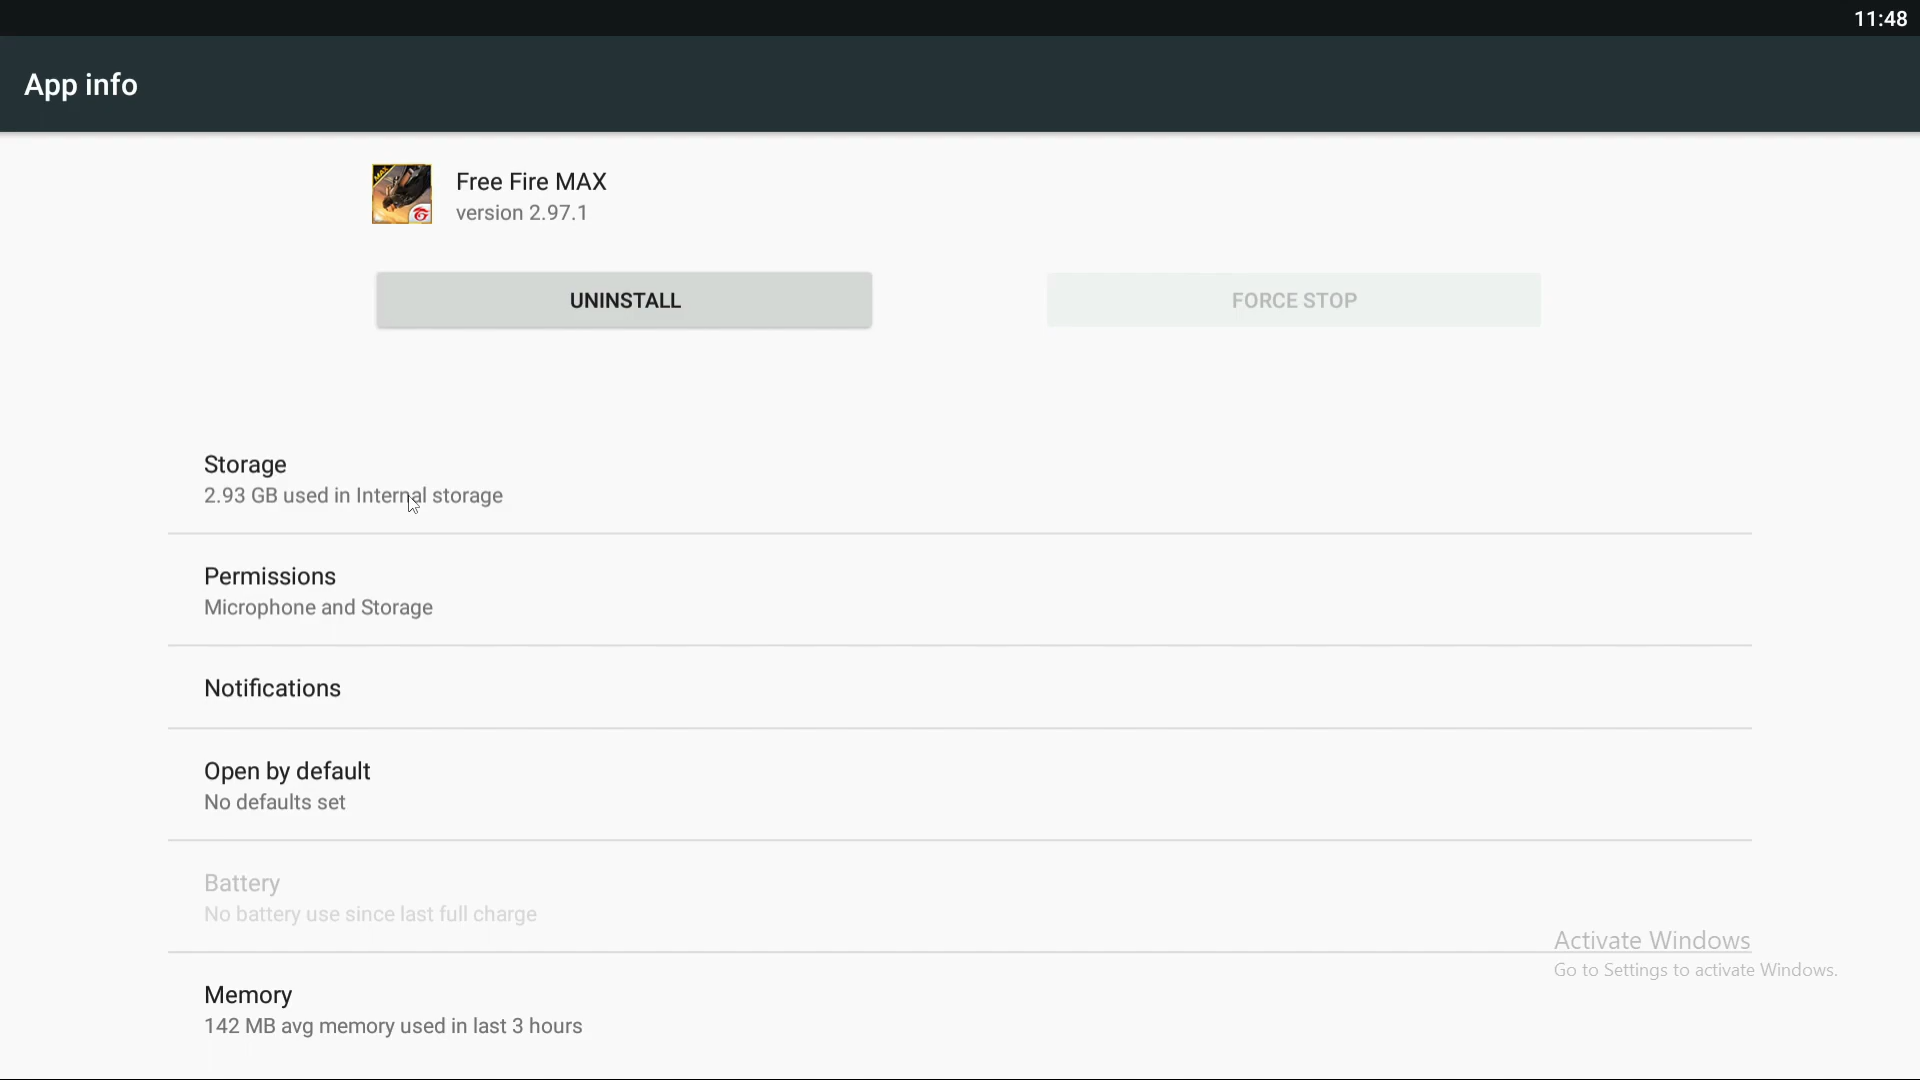 11:48
App info
MAX
Free Fire MAX
version 2.97.1
UNINSTALL
FORCE STOP
Storage
2.93 GB used in Internal storage
Permissions
Microphone and Storage
Notifications
Open by default
No defaults set
Battery
No battery use since last full charge
Activate Windows
Go to Settings to activate Windows.
Memory
142 MB avg memory used in last 3 hours